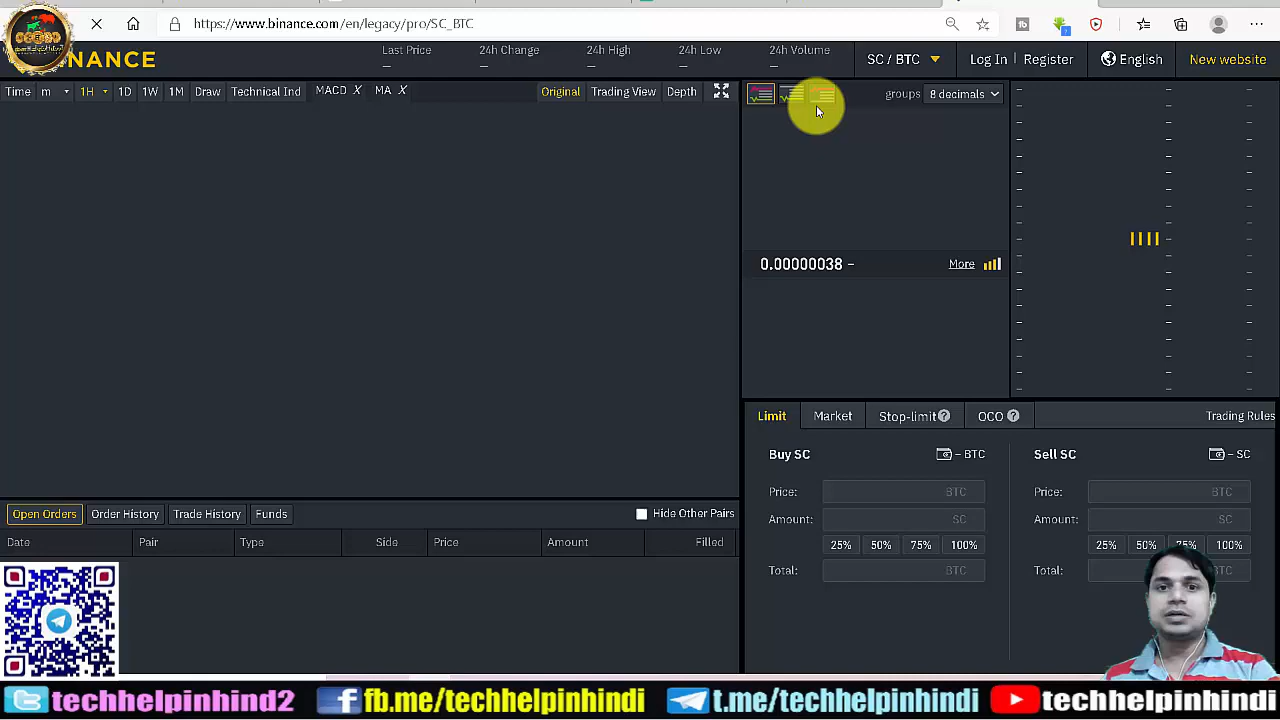 https://www.binance.com/en/legacy/pro/SC_BTC
NANCE
Last Price
–
24h Change
–
24h High
–
24h Low
–
24h Volume
–
SC / BTC
Log In | Register
English
New website
Time m 1H 1D 1W 1M Draw Technical Ind MACD X MA X
Original Trading View Depth
groups 8 decimals
0.00000038 –
More
Limit Market Stop-limit ? OCO ? Trading Rules
Buy SC – BTC
Sell SC – SC
Price: BTC
Price: BTC
Amount: SC
Amount: SC
25% 50% 75% 100%
25% 50% 75% 100%
Total: BTC
Total: BTC
Open Orders Order History Trade History Funds
Hide Other Pairs
Date Pair Type Side Price Amount Filled
techhelpinhind2 fb.me/techhelpinhindi t.me/techhelpinhindi techhelpinhindi